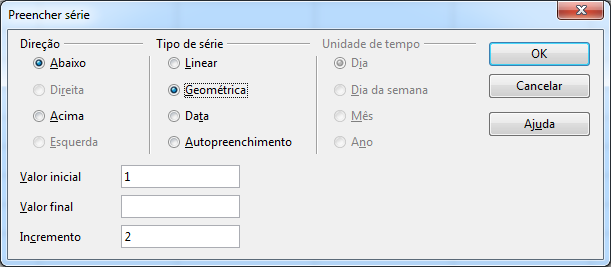 Preencher série
Direção
Abaixo
Direita
Acima
Esquerda
Tipo de série
Linear
Geométrica
Data
Autopreenchimento
Unidade de tempo
Dia
Dia da semana
Mês
Ano
OK
Cancelar
Ajuda
Valor inicial 1
Valor final
Incremento 2